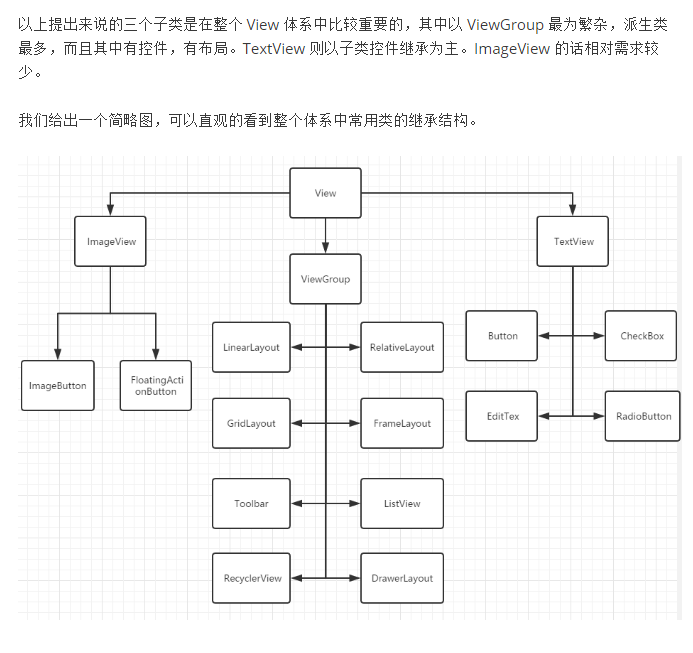 以上提出来说的三个子类是在整个 View 体系中比较重要的，其中以 ViewGroup 最为繁杂，派生类
最多，而且其中有控件，有布局。TextView 则以子类控件继承为主。ImageView 的话相对需求较
少。
我们给出一个简略图，可以直观的看到整个体系中常用类的继承结构。
View
ImageView
TextView
ViewGroup
LinearLayout
RelativeLayout
Button
CheckBox
ImageButton
FloatingActi
onButton
GridLayout
FrameLayout
EditTex
RadioButton
Toolbar
ListView
RecyclerView
DrawerLayout